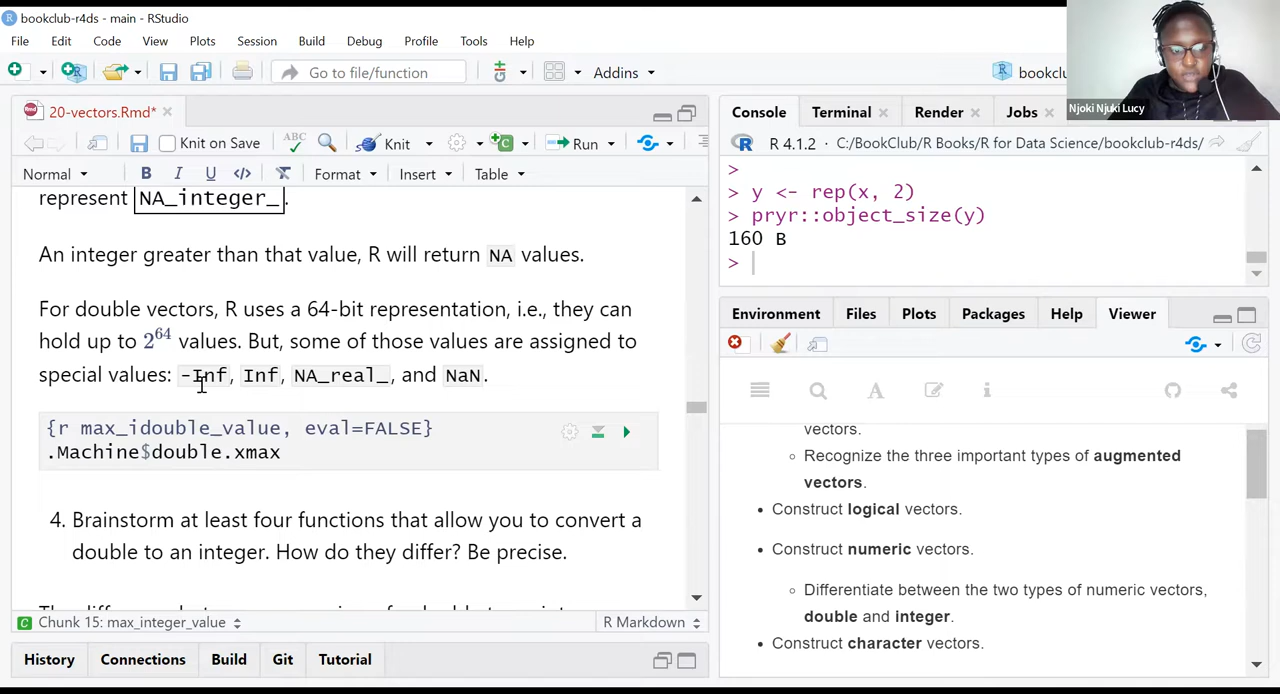 bookclub-r4ds - main - RStudio
File Edit Code View Plots Session Build Debug Profile Tools Help
Go to file/function
Addins
bookclu
Njoki Njuki Lucy
20-vectors.Rmd*
Knit on Save
ABC
Knit
Run
Normal
B I U </>
Format
Insert
Table
represent NA_integer_.
An integer greater than that value, R will return NA values.
For double vectors, R uses a 64-bit representation, i.e., they can
hold up to 2^64 values. But, some of those values are assigned to
special values: -Inf, Inf, NA_real_, and NaN.
{r max_idouble_value, eval=FALSE}
.Machine$double.xmax
4. Brainstorm at least four functions that allow you to convert a
double to an integer. How do they differ? Be precise.
Chunk 15: max_integer_value
R Markdown
History Connections Build Git Tutorial
Console Terminal Render Jobs
R 4.1.2 · C:/BookClub/R Books/R for Data Science/bookclub-r4ds/
>
> y <- rep(x, 2)
> pryr::object_size(y)
160 B
>
Environment Files Plots Packages Help Viewer
A
vectors.
Recognize the three important types of augmented
vectors.
Construct logical vectors.
Construct numeric vectors.
Differentiate between the two types of numeric vectors,
double and integer.
Construct character vectors.